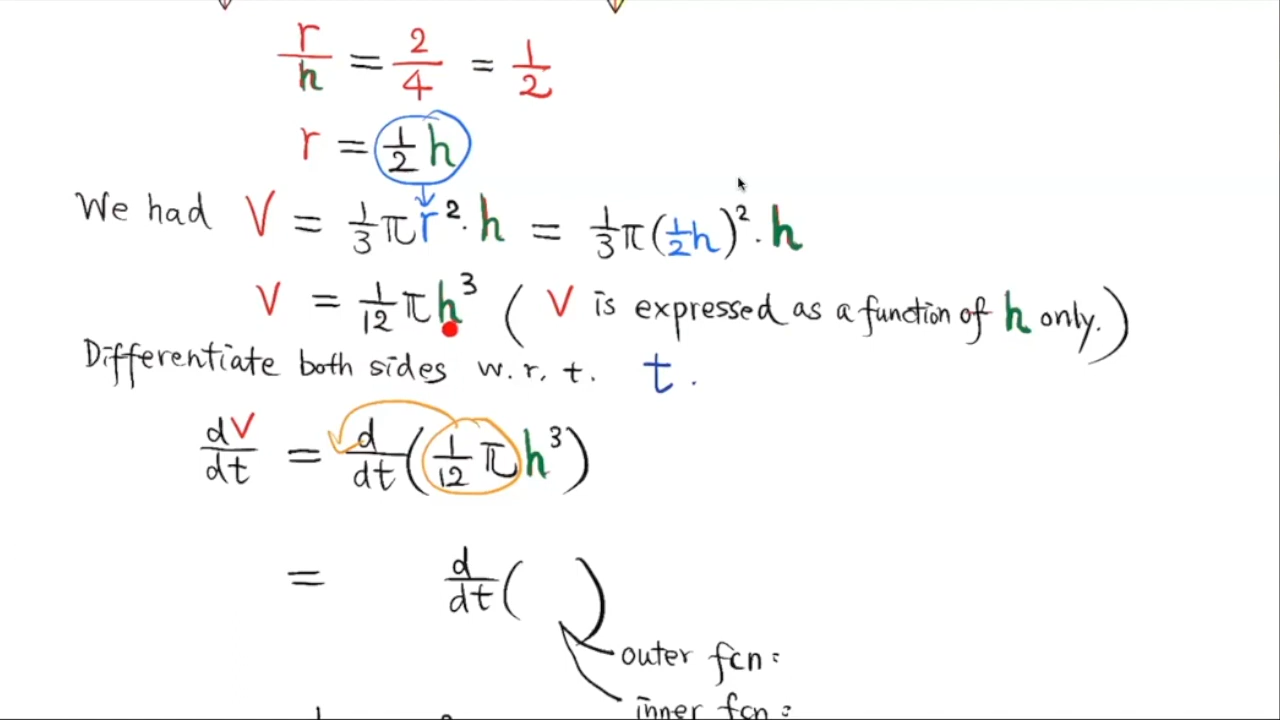 r/h = 2/4 = 1/2
r = 1/2 h
We had V = 1/3 π r². h = 1/3 π (1/2 h)². h
V = 1/12 π h³ ( V is expressed as a function of h only. )
Differentiate both sides w. r. t. t .
dV/dt = d/dt ( 1/12 π h³ )
= d/dt ( )
outer fcn :
inner fcn :